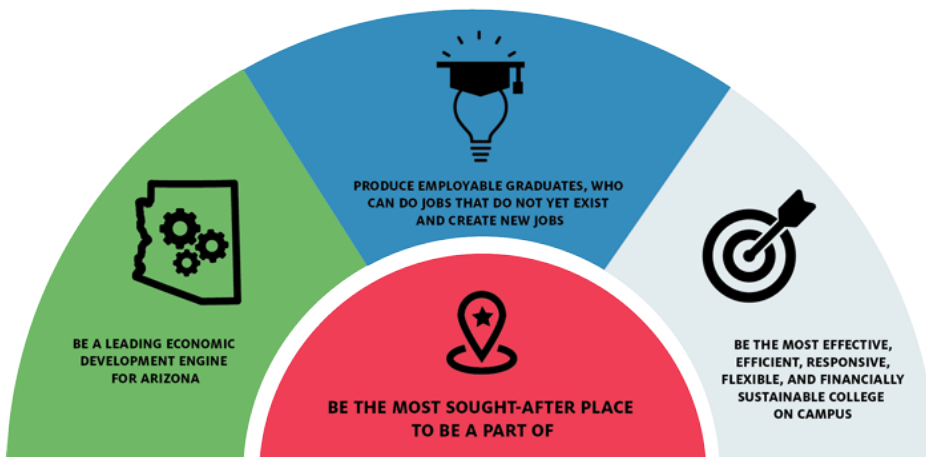 PRODUCE EMPLOYABLE GRADUATES, WHO
CAN DO JOBS THAT DO NOT YET EXIST
AND CREATE NEW JOBS
BE A LEADING ECONOMIC
DEVELOPMENT ENGINE
FOR ARIZONA
BE THE MOST EFFECTIVE,
EFFICIENT, RESPONSIVE,
FLEXIBLE, AND FINANCIALLY
SUSTAINABLE COLLEGE
ON CAMPUS
BE THE MOST SOUGHT-AFTER PLACE
TO BE A PART OF